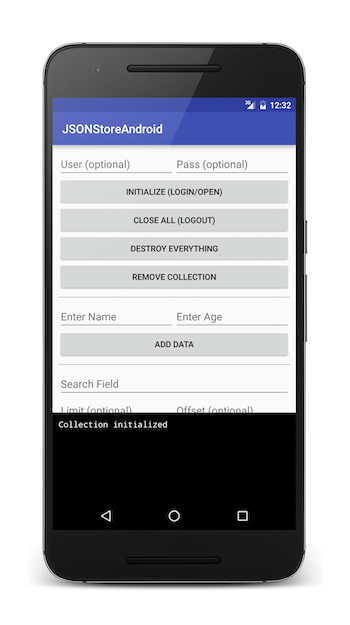 3G 12:32
JSONStoreAndroid
User (optional) Pass (optional)
INITIALIZE (LOGIN/OPEN)
CLOSE ALL (LOGOUT)
DESTROY EVERYTHING
REMOVE COLLECTION
Enter Name Enter Age
ADD DATA
Search Field
Limit (optional) Offset (optional)
Collection initialized